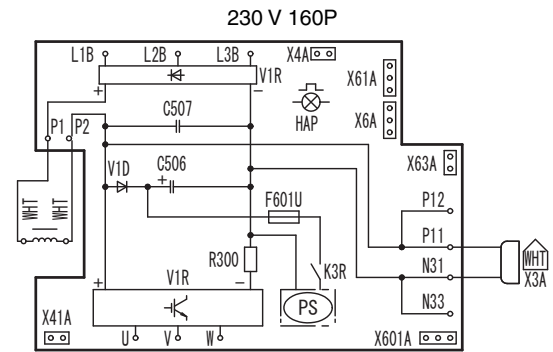 230 V 160P
L1B L2B L3B X4A
V1R X61A
+ −
C507 HAP X6A
P1 P2
V1D + C506 X63A
WHT WHT F601U P12
P11
R300 N31 WHT
K3R X3A
+ V1R −
PS N33
X41A
U V W X601A